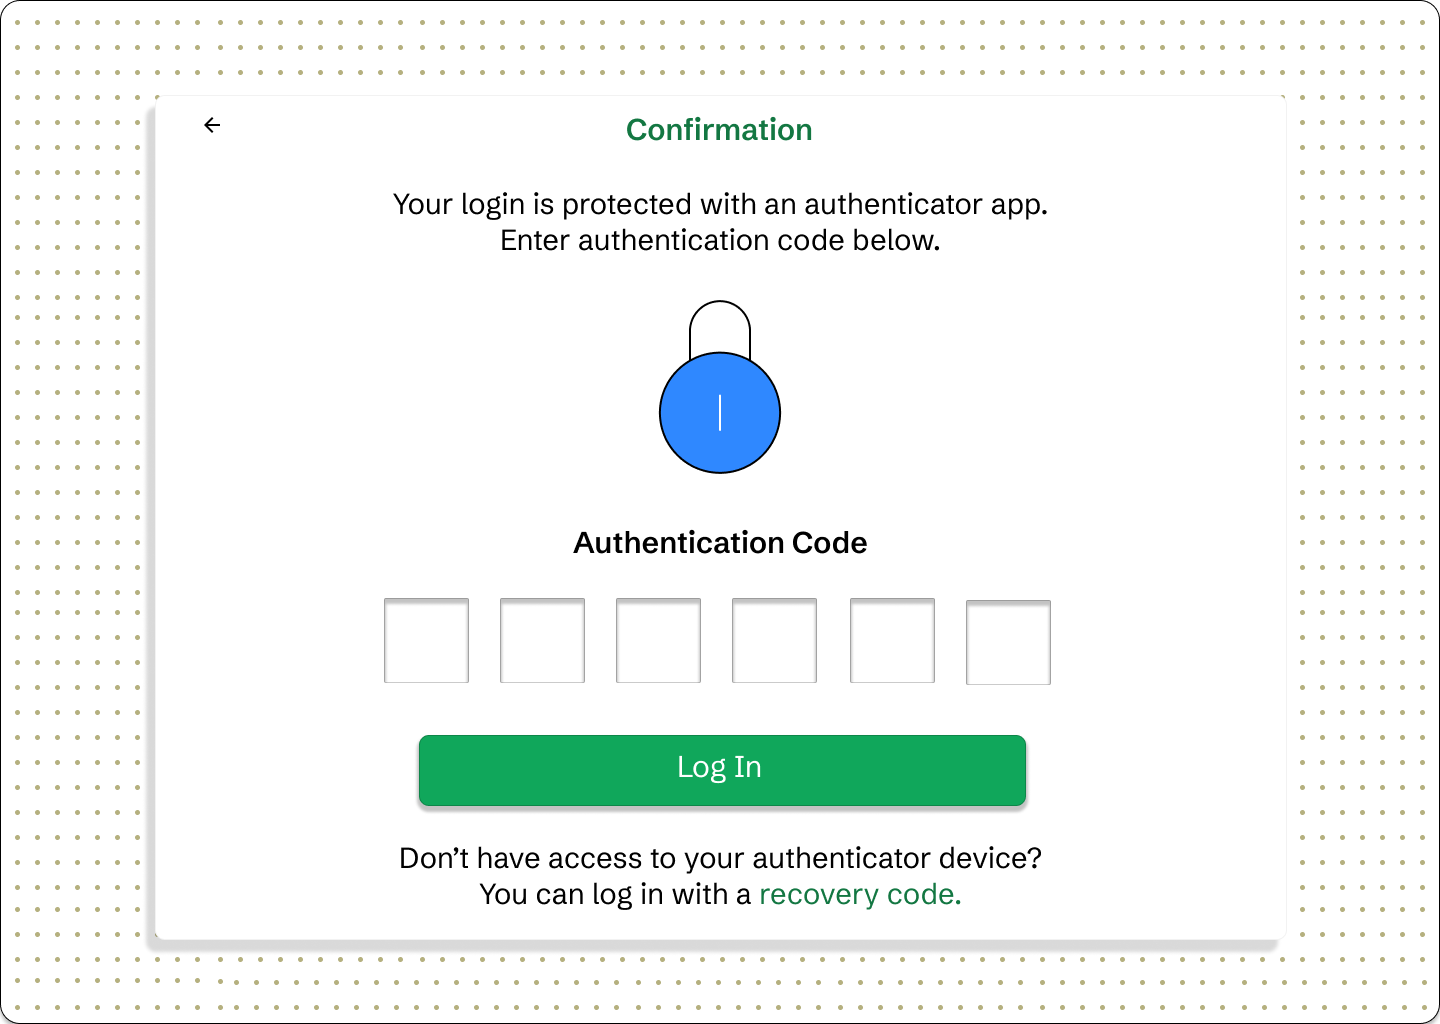 Confirmation
Your login is protected with an authenticator app.
Enter authentication code below.
Authentication Code
Log In
Don’t have access to your authenticator device?
You can log in with a recovery code.